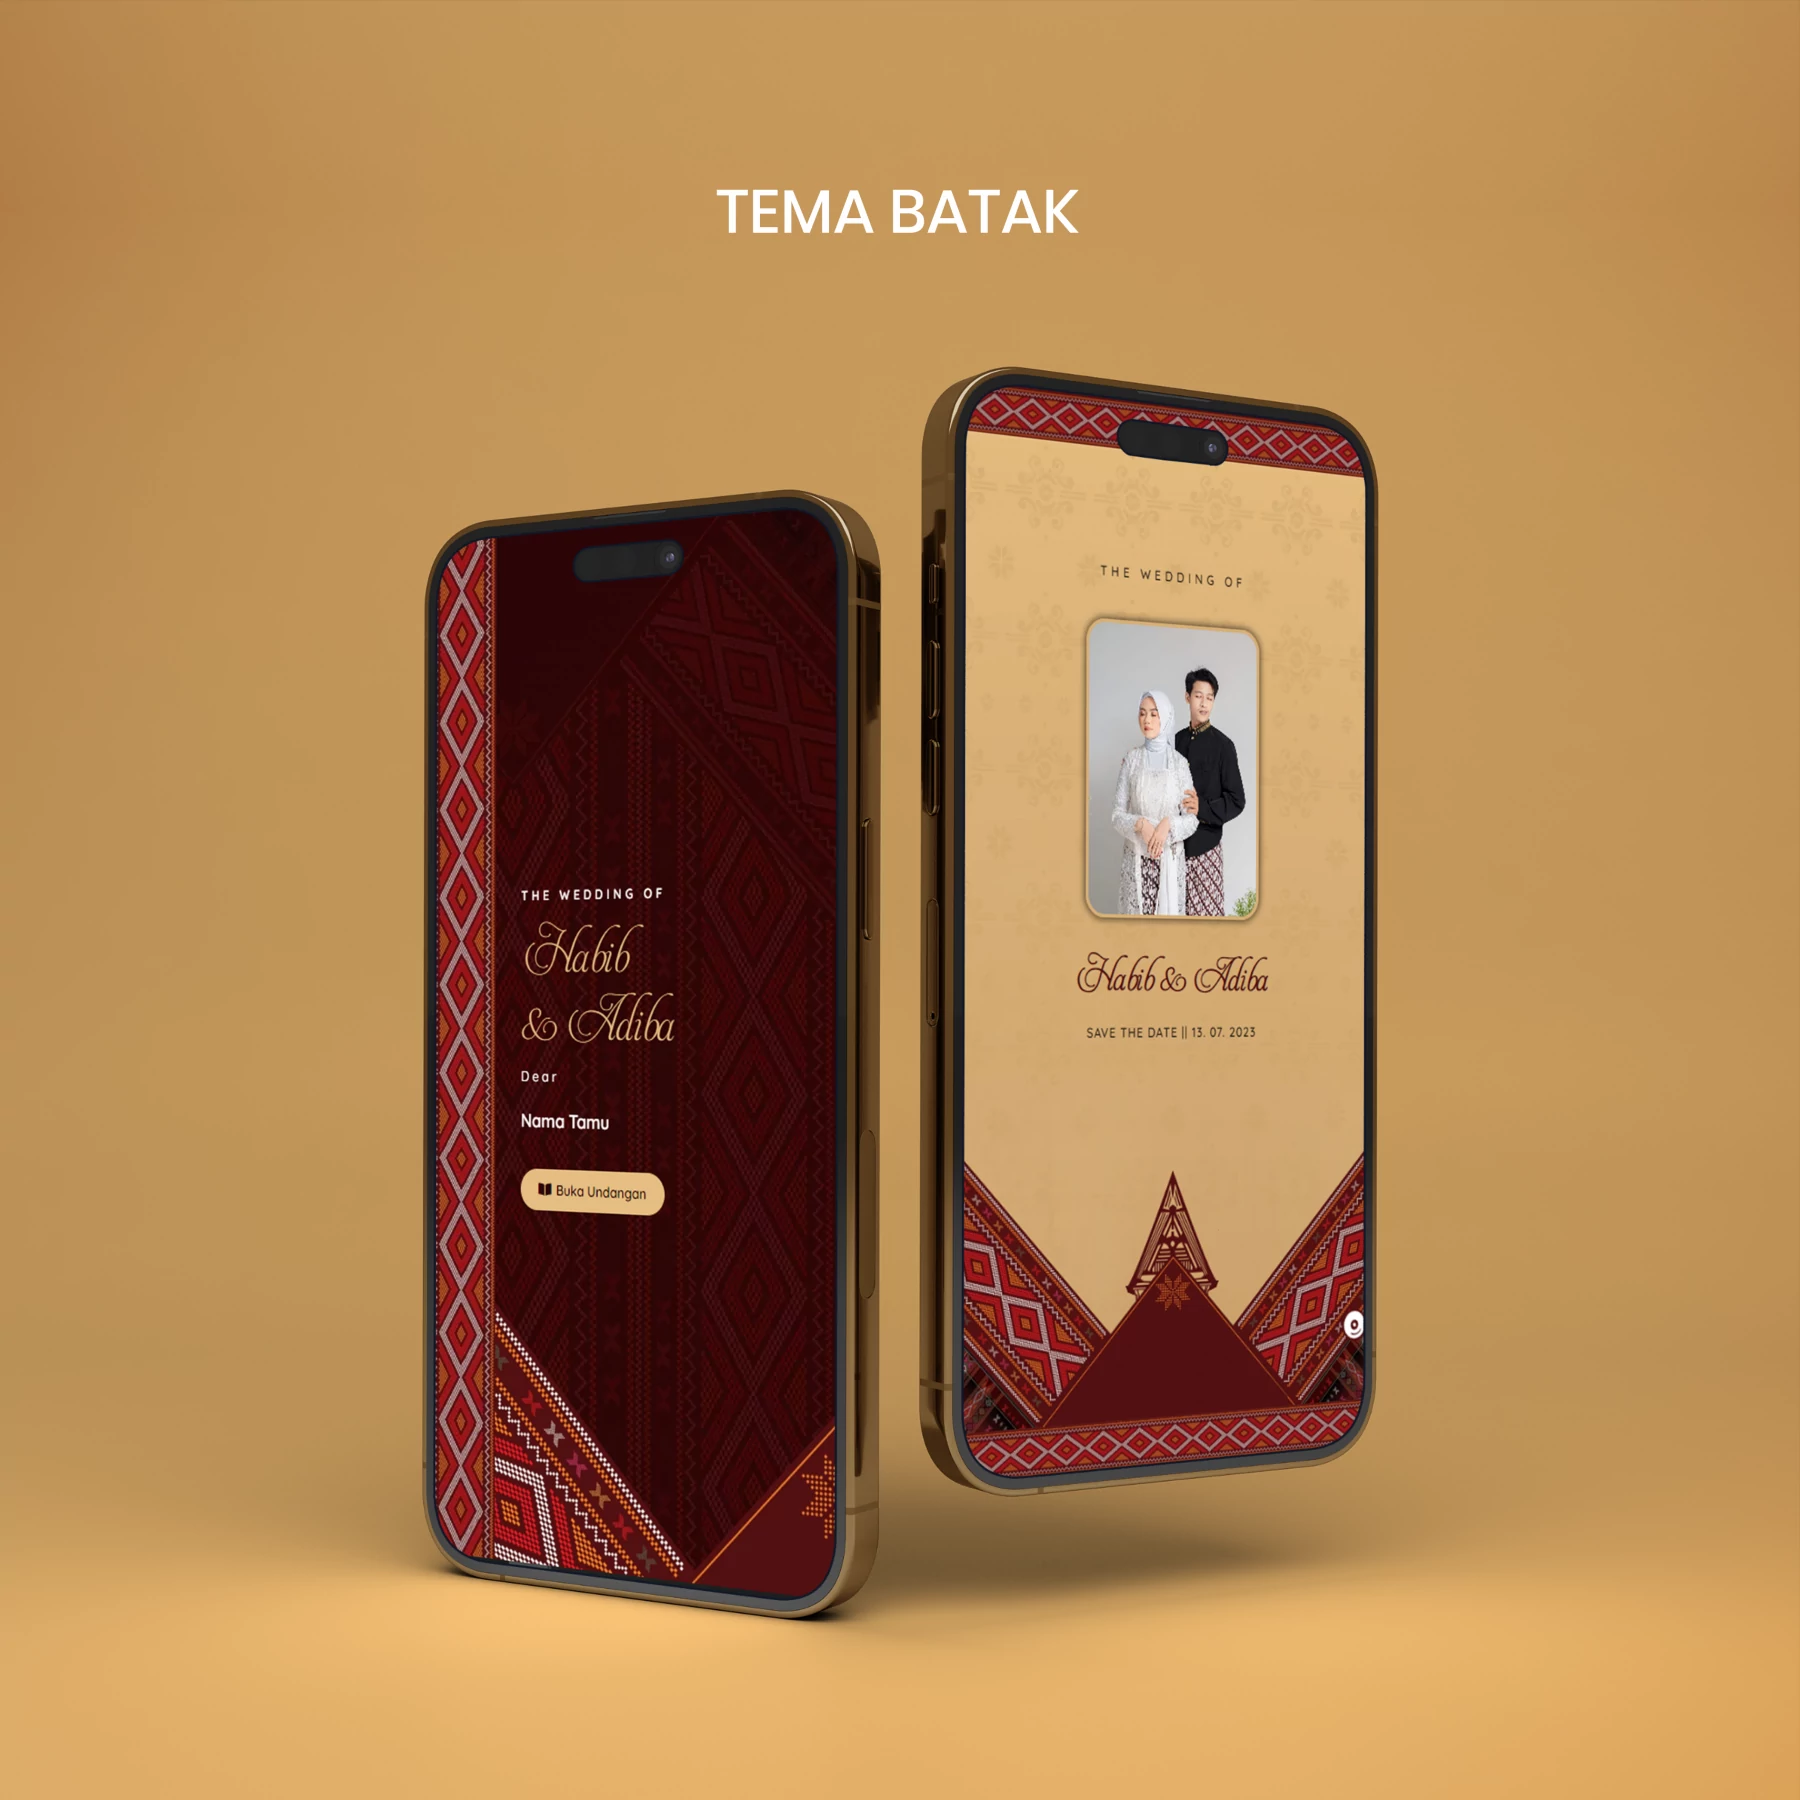 TEMA BATAK
THE WEDDING OF
Habib
& Adiba
Dear
Nama Tamu
Buka Undangan
THE WEDDING OF
Habib & Adiba
SAVE THE DATE || 13. 07. 2023